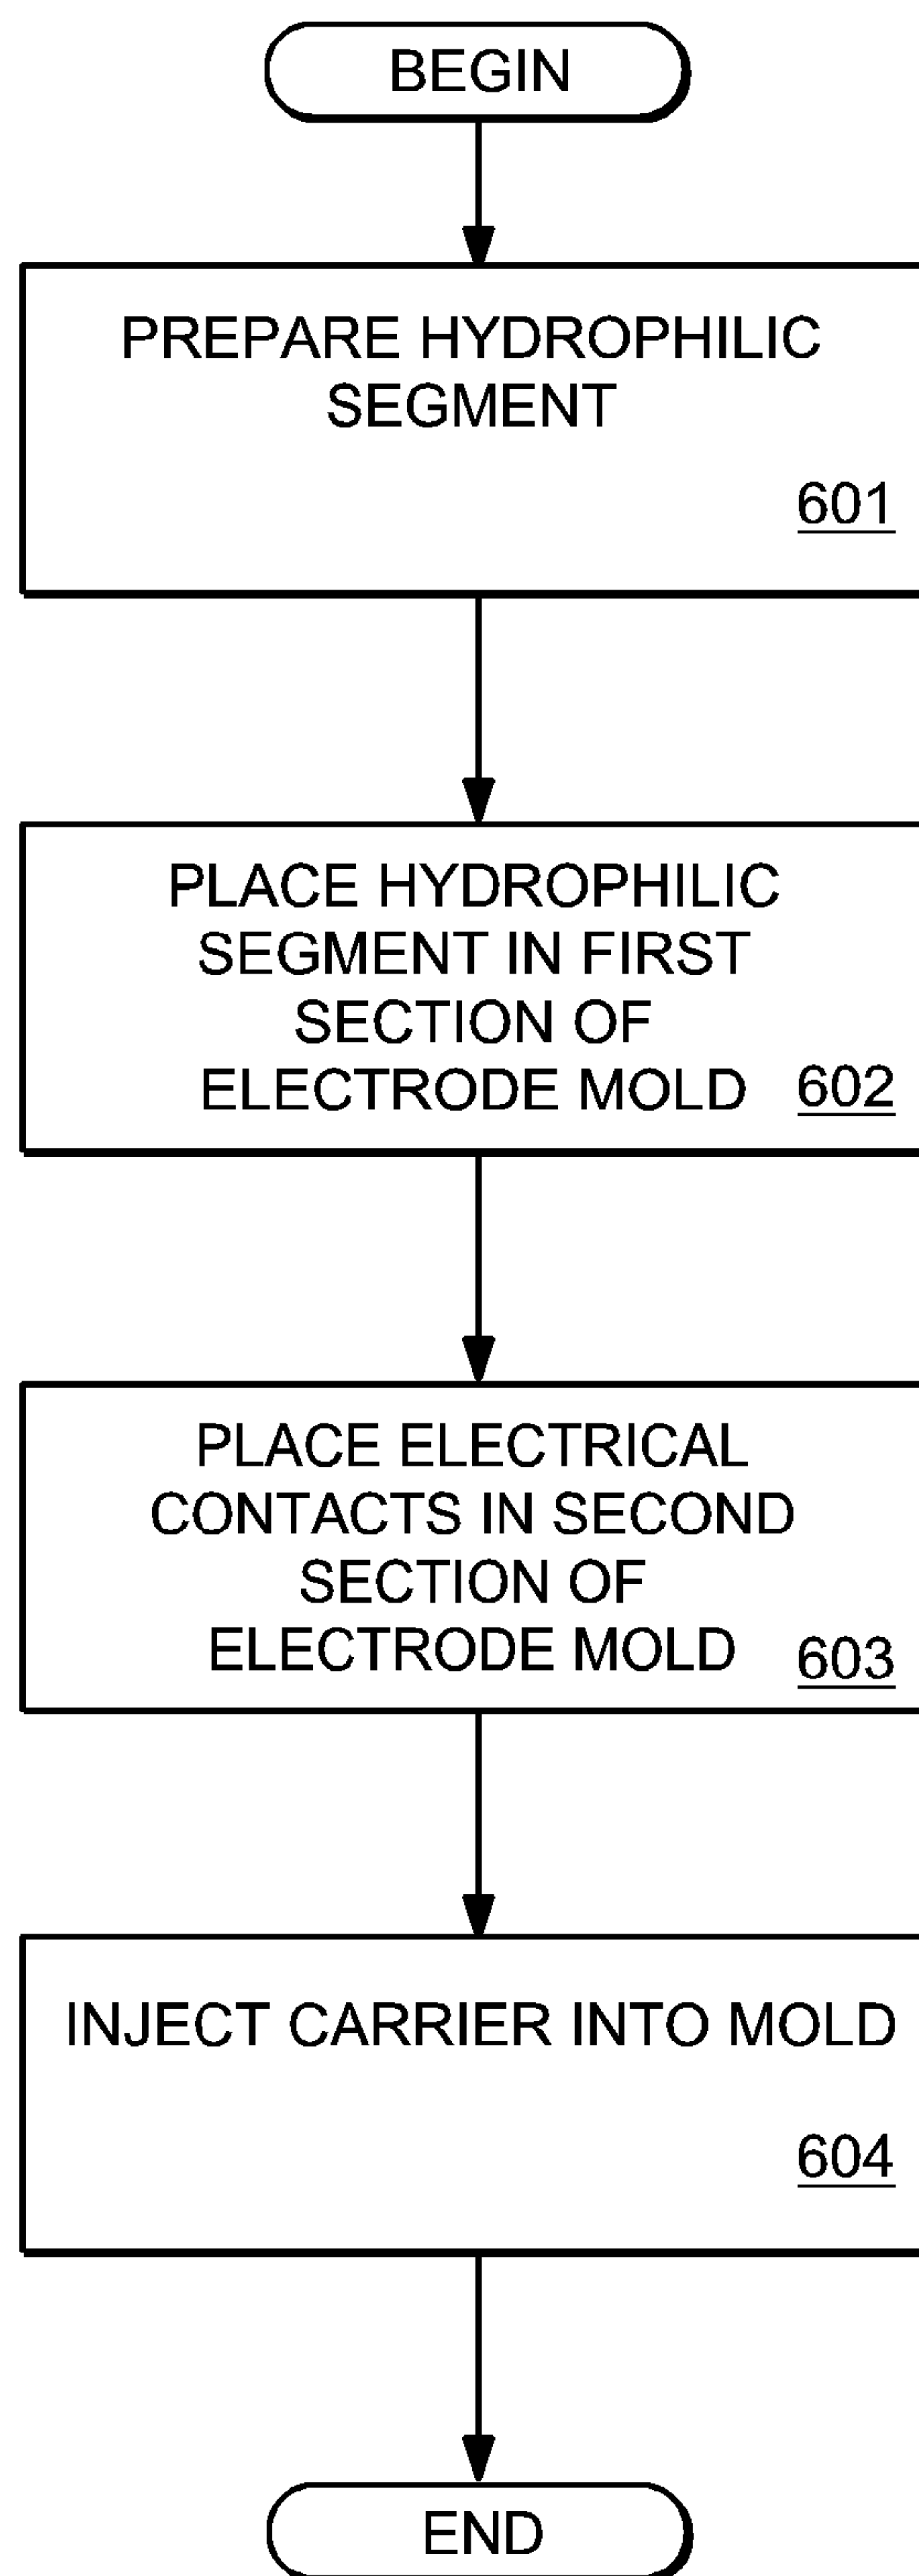 BEGIN
PREPARE HYDROPHILIC
SEGMENT
601
PLACE HYDROPHILIC
SEGMENT IN FIRST
SECTION OF
ELECTRODE MOLD 602
PLACE ELECTRICAL
CONTACTS IN SECOND
SECTION OF
ELECTRODE MOLD 603
INJECT CARRIER INTO MOLD
604
END